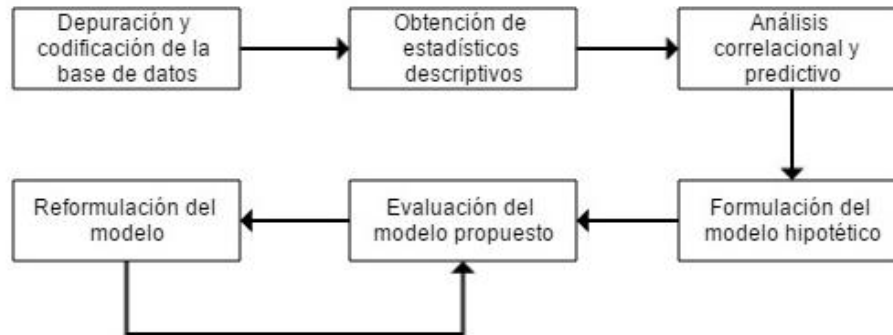 Depuración y
codificación de la
base de datos
Obtención de
estadísticos
descriptivos
Análisis
correlacional y
predictivo
Formulación del
modelo hipotético
Evaluación del
modelo propuesto
Reformulación del
modelo